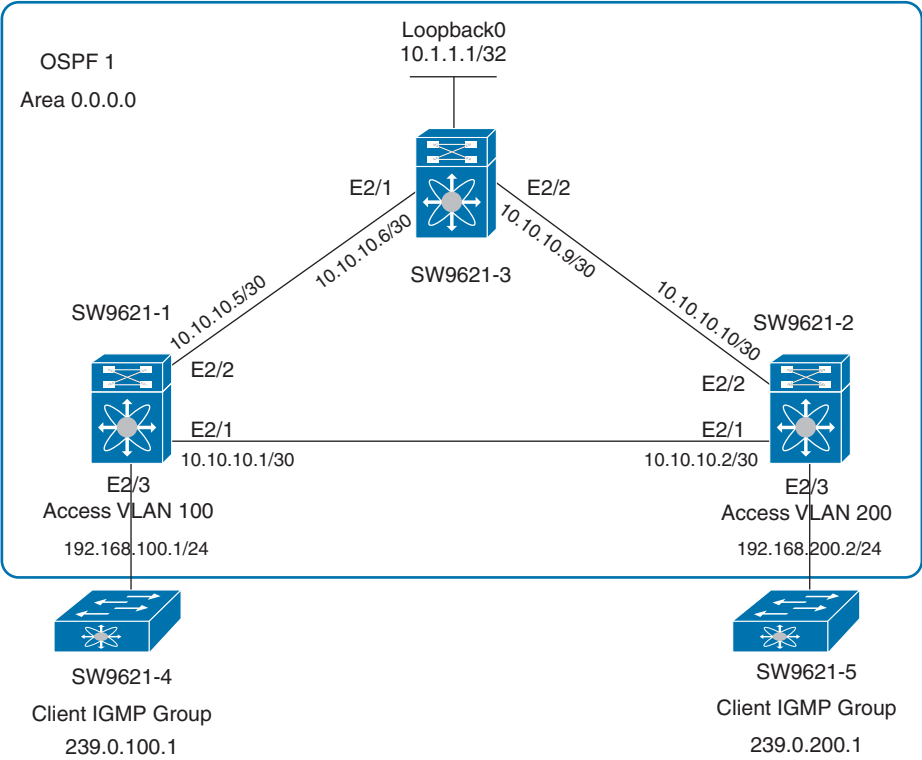 Loopback0
10.1.1.1/32
OSPF 1
Area 0.0.0.0
E2/1
E2/2
10.10.10.6/30
10.10.10.9/30
SW9621-3
10.10.10.5/30
10.10.10.10/30
SW9621-1
SW9621-2
E2/2
E2/2
E2/1
E2/1
10.10.10.1/30
10.10.10.2/30
E2/3
Access VLAN 100
192.168.100.1/24
E2/3
Access VLAN 200
192.168.200.2/24
SW9621-4
Client IGMP Group
239.0.100.1
SW9621-5
Client IGMP Group
239.0.200.1